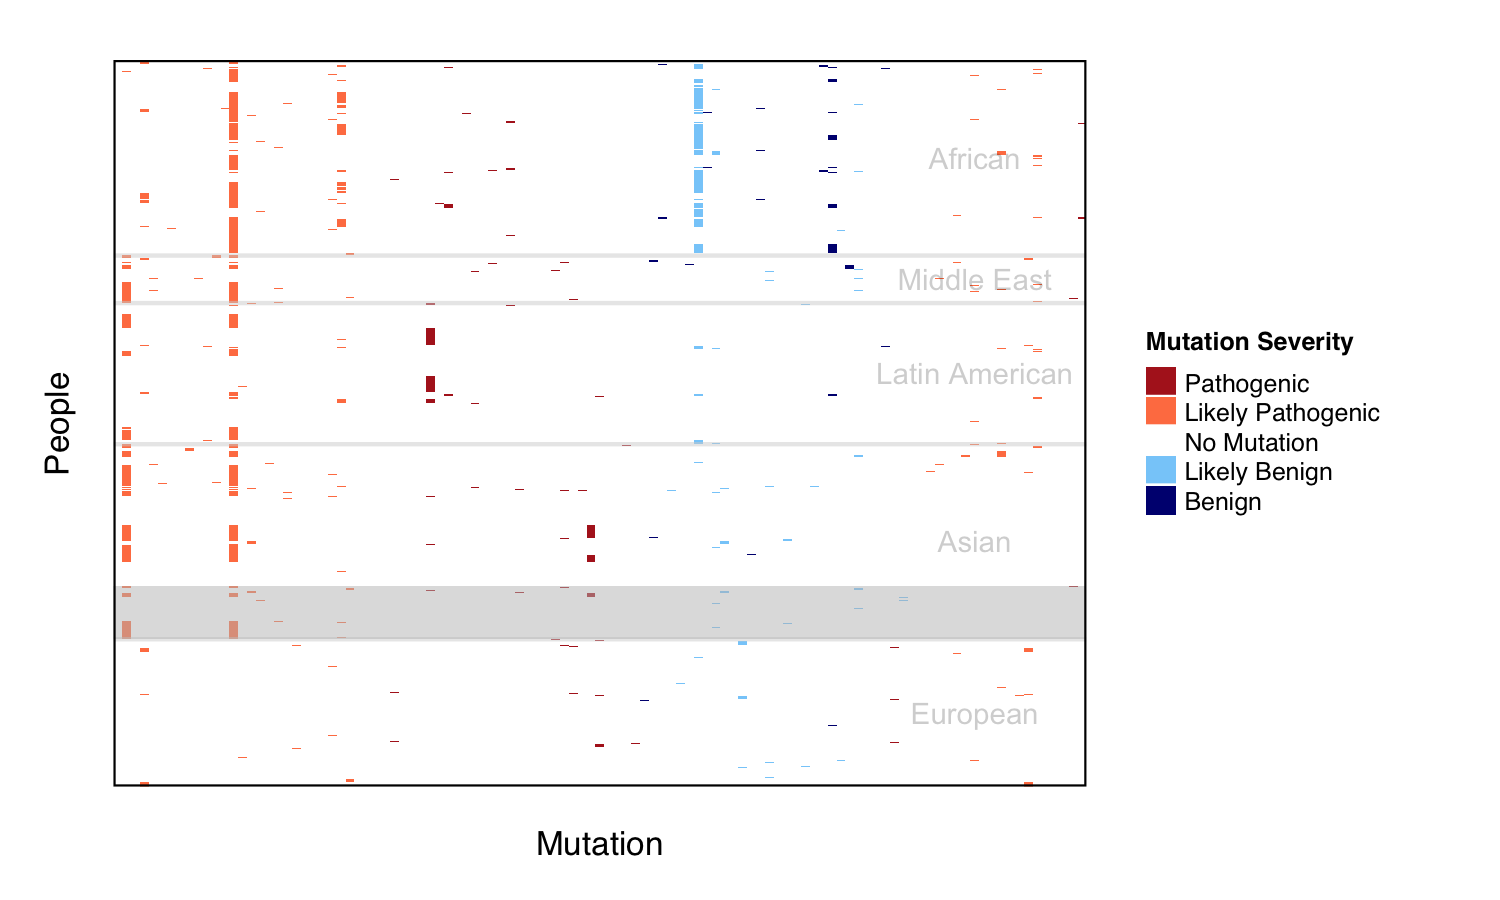 African
Middle East
Latin American
Asian
European
People
Mutation
Mutation Severity
Pathogenic
Likely Pathogenic
No Mutation
Likely Benign
Benign